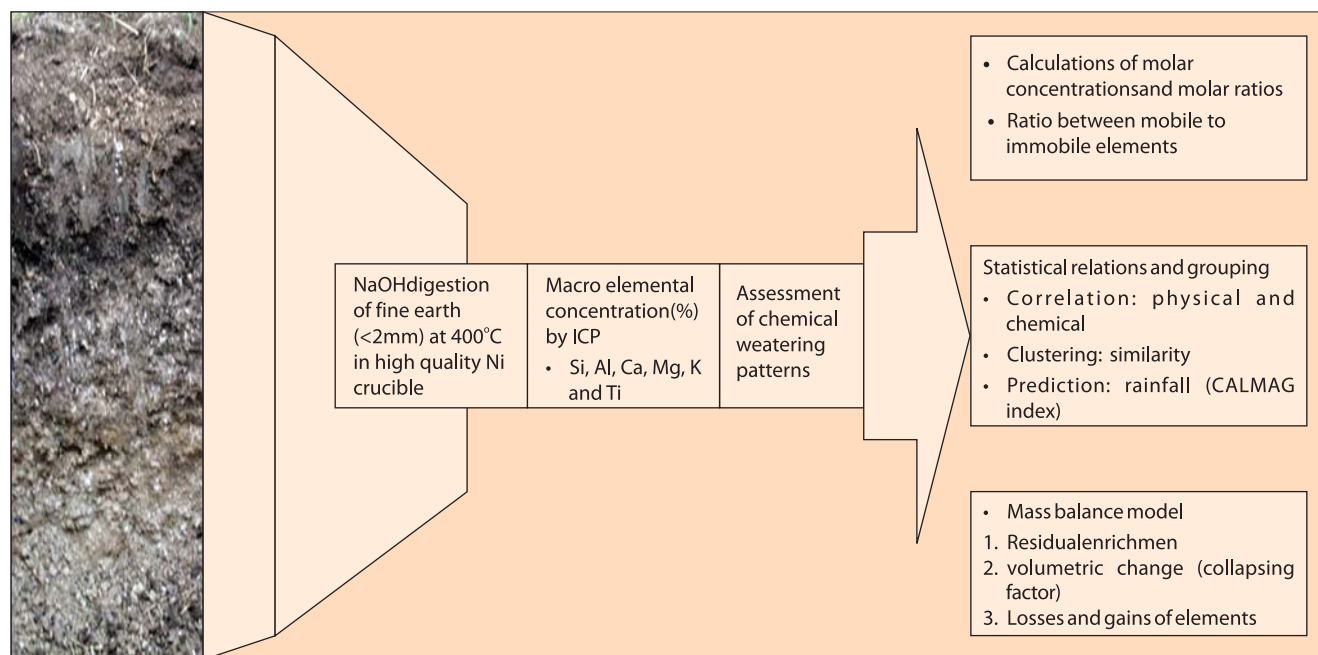 NaOHdigestion
of fine earth
(<2mm) at 400°C
in high quality Ni
crucible
Macro elemental
concentration(%)
by ICP
• Si, Al, Ca, Mg, K
and Ti
Assessment
of chemical
weatering
patterns
• Calculations of molar
concentrationsand molar ratios
• Ratio between mobile to
immobile elements
Statistical relations and grouping
• Correlation: physical and
chemical
• Clustering: similarity
• Prediction: rainfall (CALMAG
index)
• Mass balance model
1. Residualenrichmen
2. volumetric change (collapsing
factor)
3. Losses and gains of elements